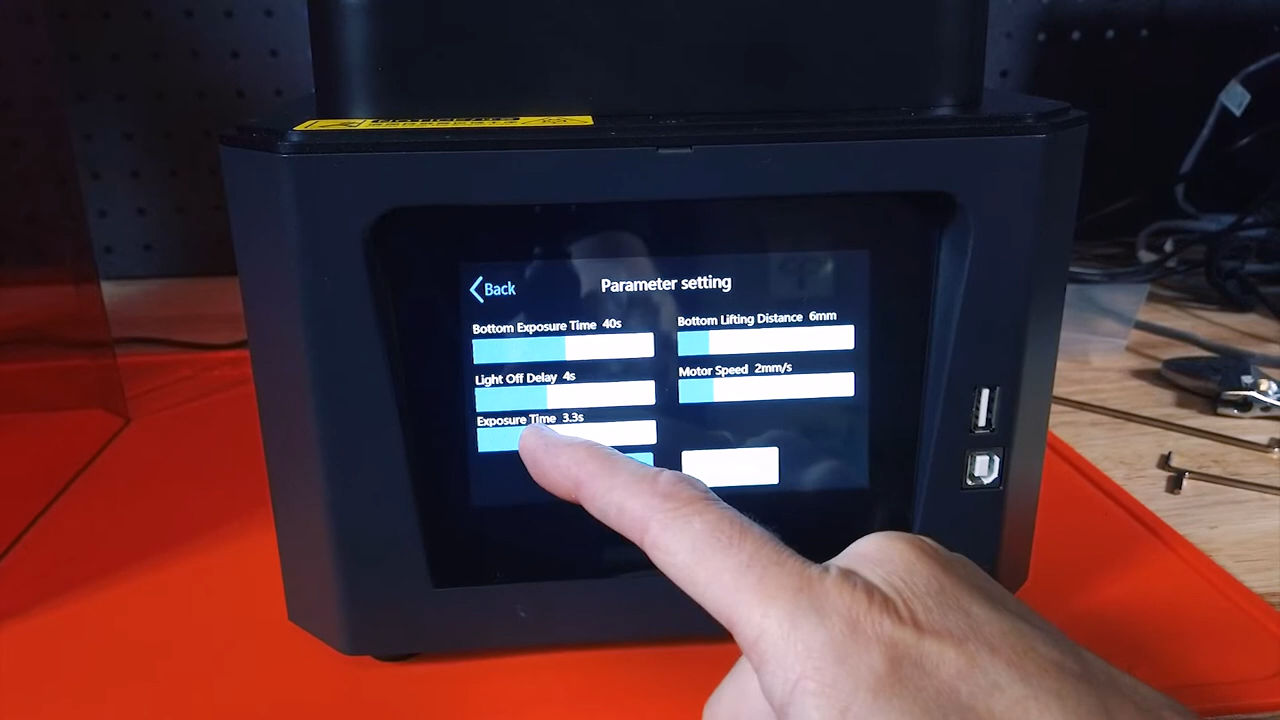 Back
Parameter setting
Bottom Exposure Time 40s
Bottom Lifting Distance 6mm
Light Off Delay 4s
Motor Speed 2mm/s
Exposure Time 3.3s